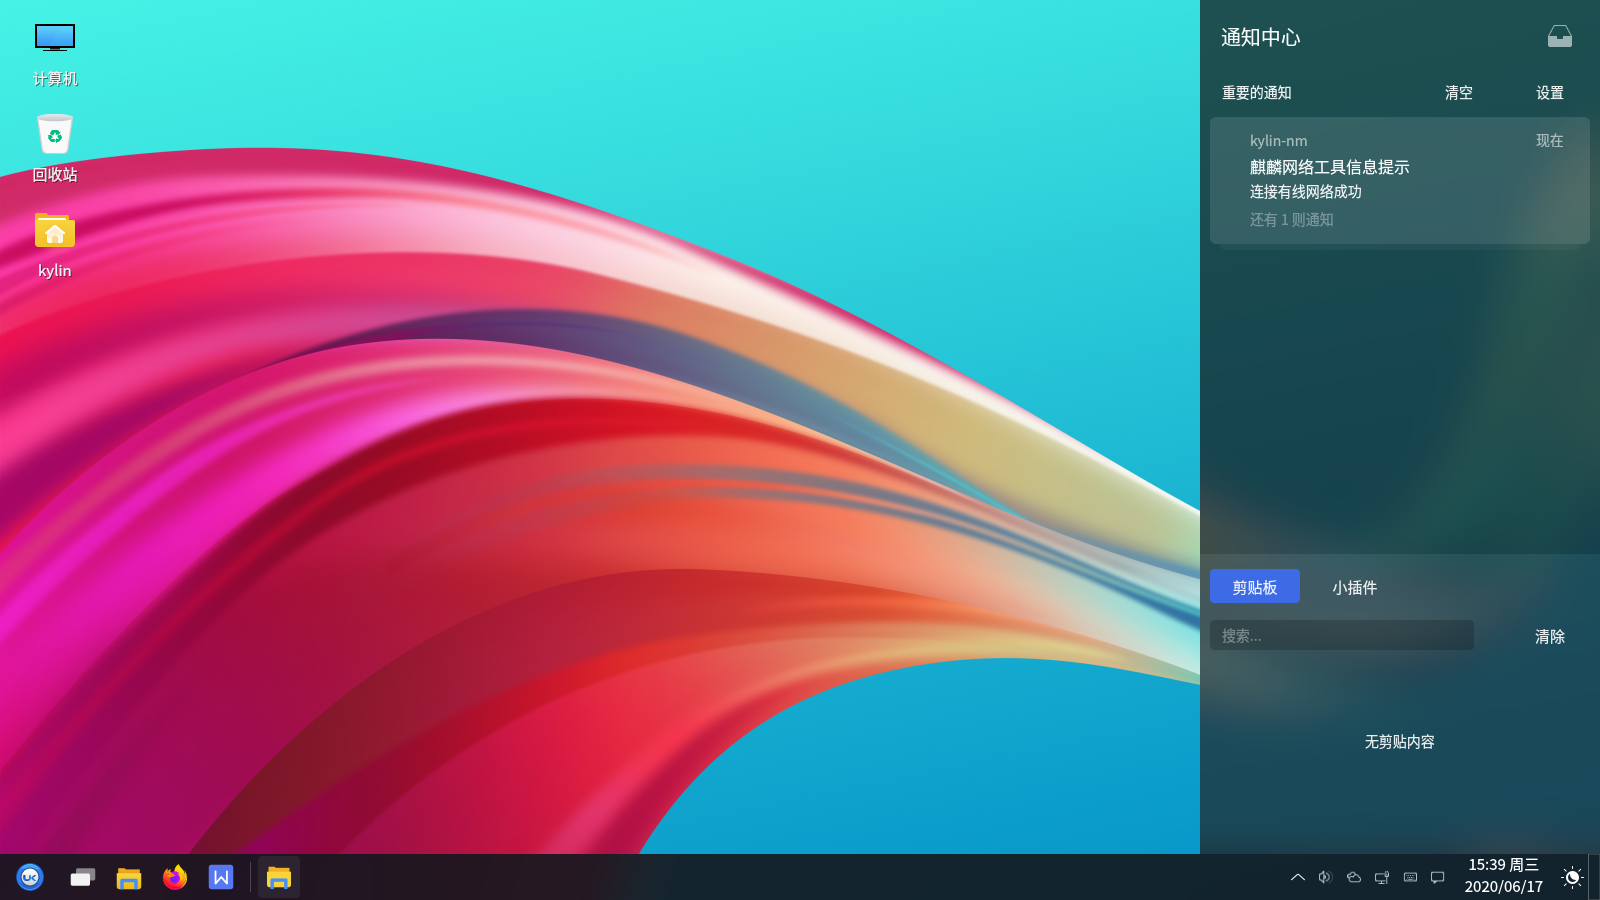 计算机
回收站
kylin
通知中心
重要的通知 清空 设置
kylin-nm 现在
麒麟网络工具信息提示
连接有线网络成功
还有 1 则通知
剪贴板 小插件
搜索... 清除
无剪贴内容
UK
W
15:39 周三
2020/06/17